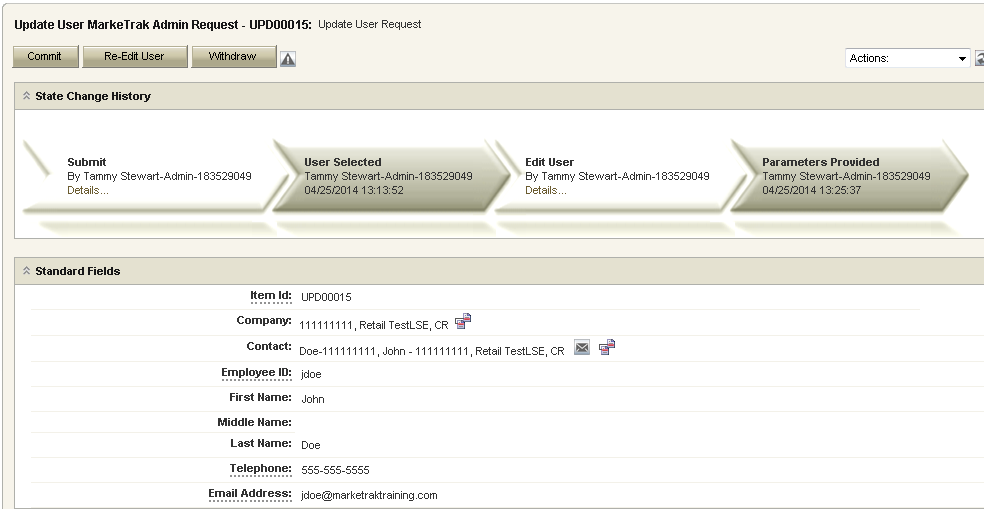 Update User MarkeTrak Admin Request - UPD00015: Update User Request
Commit Re-Edit User Withdraw Actions:
State Change History
Submit
By Tammy Stewart-Admin-183529049
Details...
User Selected
Tammy Stewart-Admin-183529049
04/25/2014 13:13:52
Edit User
By Tammy Stewart-Admin-183529049
Details...
Parameters Provided
Tammy Stewart-Admin-183529049
04/25/2014 13:25:37
Standard Fields
Item Id: UPD00015
Company: 111111111, Retail TestLSE, CR
Contact: Doe-111111111, John - 111111111, Retail TestLSE, CR
Employee ID: jdoe
First Name: John
Middle Name:
Last Name: Doe
Telephone: 555-555-5555
Email Address: jdoe@marketraktraining.com